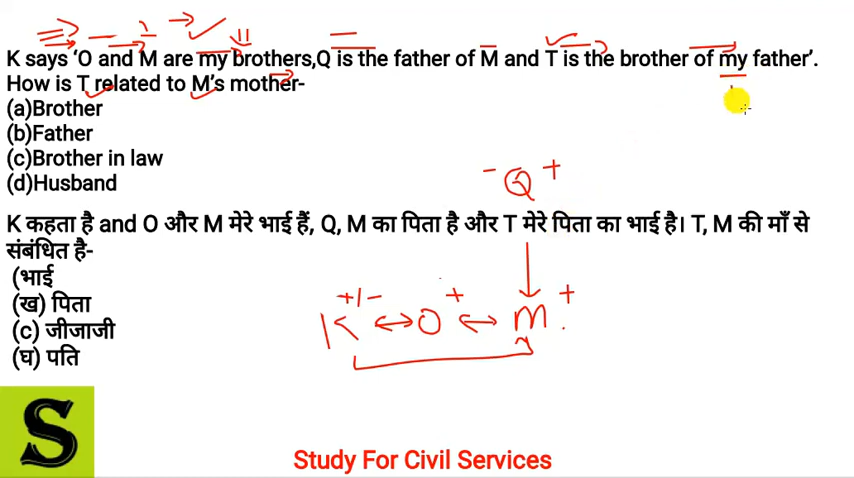 K says ‘O and M are my brothers,Q is the father of M and T is the brother of my father’.
How is T related to M’s mother-
(a)Brother
(b)Father
(c)Brother in law
(d)Husband
- Q +
K कहता है and O और M मेरे भाई हैं, Q, M का पिता है और T मेरे पिता का भाई है। T, M की माँ से
संबंधित है-
(भाई
(ख) पिता
(c) जीजाजी
(घ) पति
+/- + +
K ↔ O ↔ M
S
Study For Civil Services